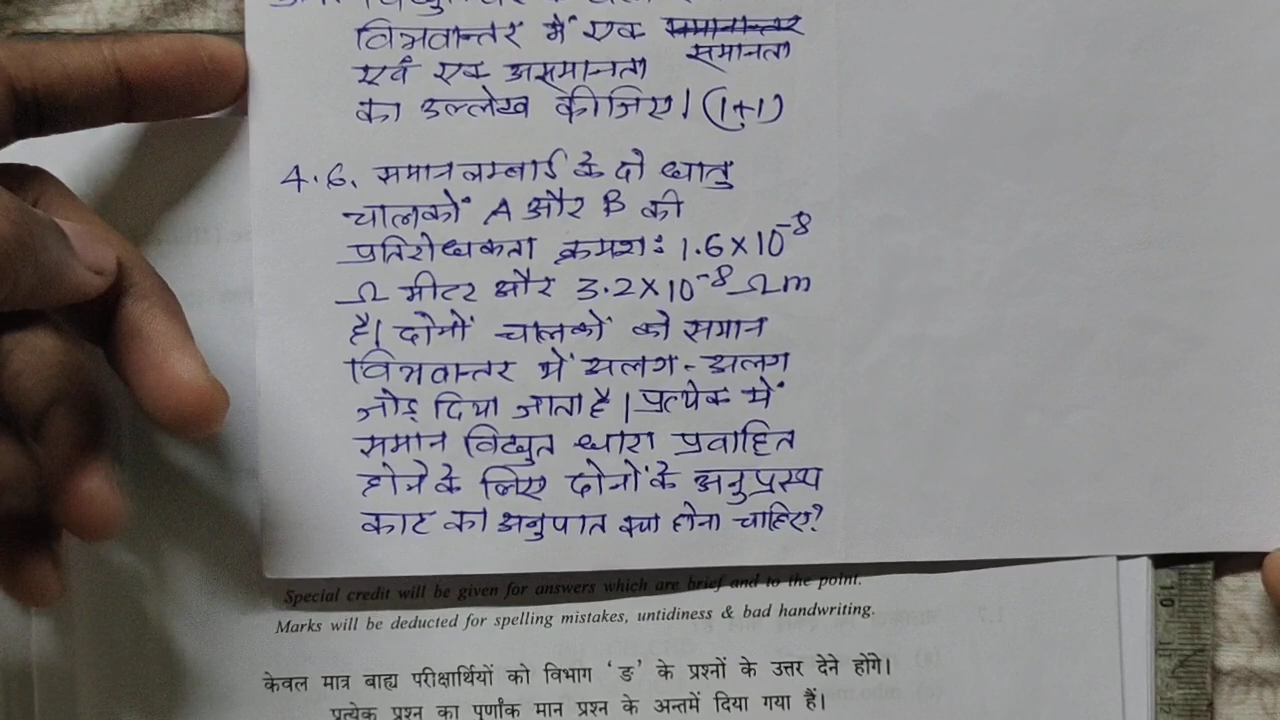 विभवान्तर में एक समानान्तर
समानता
एवं एक असमानता
का उल्लेख कीजिए। (1+1)
4.6. समान लम्बाई के दो धातु
चालकों A और B की
प्रतिरोधकता क्रमश: 1.6×10⁻⁸
Ω मीटर और 3.2×10⁻⁸ Ωm
है। दोनों चालकों को समान
विभवान्तर में अलग-अलग
जोड़ दिया जाता है। प्रत्येक में
समान विद्युत धारा प्रवाहित
होने के लिए दोनों के अनुप्रस्थ
काट का अनुपात क्या होना चाहिए?
Special credit will be given for answers which are brief and to the point.
Marks will be deducted for spelling mistakes, untidiness & bad handwriting.
केवल मात्र बाह्य परीक्षार्थियों को विभाग ‘ङ’ के प्रश्नों के उत्तर देने होंगे।
प्रत्येक प्रश्न का पूर्णांक मान प्रश्न के अन्तमें दिया गया हैं।